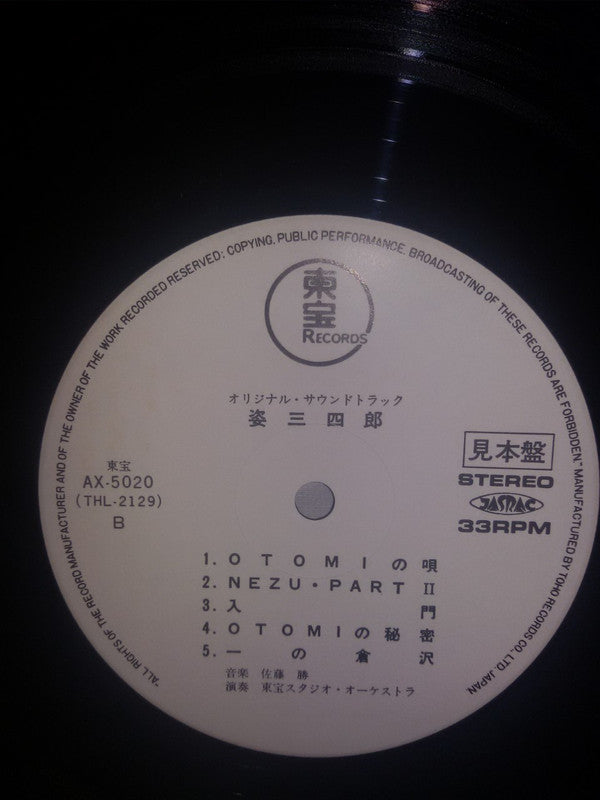 "ALL RIGHTS OF THE RECORD MANUFACTURER AND OF THE OWNER OF THE WORK RECORDED RESERVED: COPYING. PUBLIC PERFORMANCE. BROADCASTING OF THESE RECORDS ARE FORBIDDEN." MANUFACTURED BY TOHO RECORDS CO. LTD JAPAN.
東宝
RECORDS
オリジナル・サウンドトラック
姿三四郎
見本盤
東宝
AX-5020
(THL-2129)
B
STEREO
JASRAC
33RPM
1. OTOMIの唄
2. NEZU・PART II
3. 入門
4. OTOMIの秘密
5. 一の倉沢
音楽 佐藤 勝
演奏 東宝スタジオ・オーケストラ